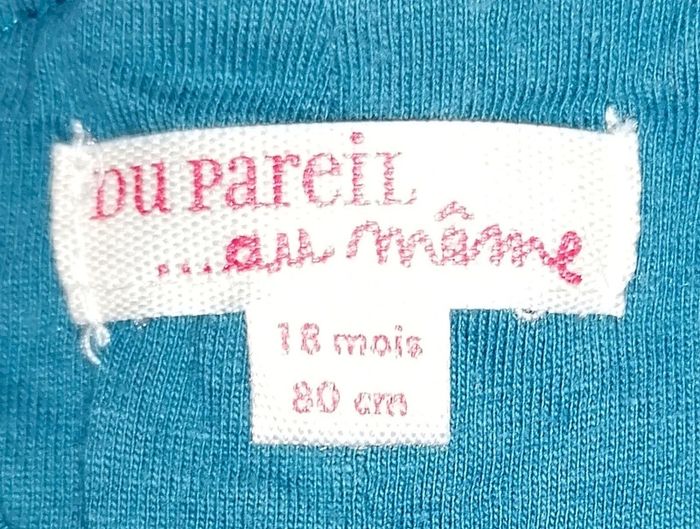 DU PareiL
...au même
18 mois
80 cm